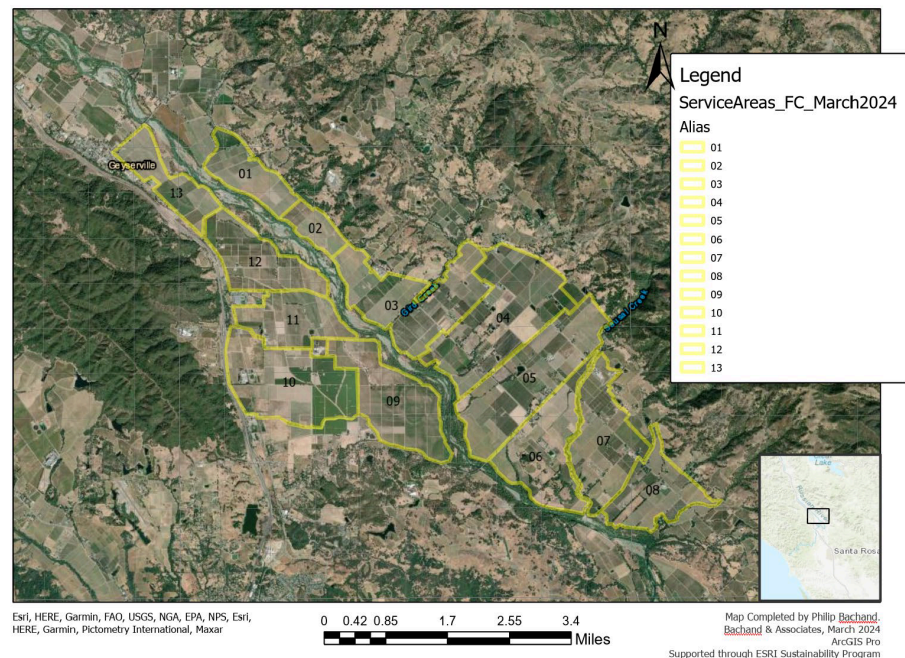 N
Legend
ServiceAreas_FC_March2024
Alias
01
02
03
04
05
06
07
08
09
10
11
12
13
Geyserville
01
13
02
12
03
04
11
05
10
09
07
06
08
Lake
Santa Rosa
Esri, HERE, Garmin, FAO, USGS, NGA, EPA, NPS, Esri,
HERE, Garmin, Pictometry International, Maxar
0 0.42 0.85 1.7 2.55 3.4
Miles
Map Completed by Philip Bachand.
Bachand & Associates, March 2024
ArcGIS Pro
Supported through ESRI Sustainability Program